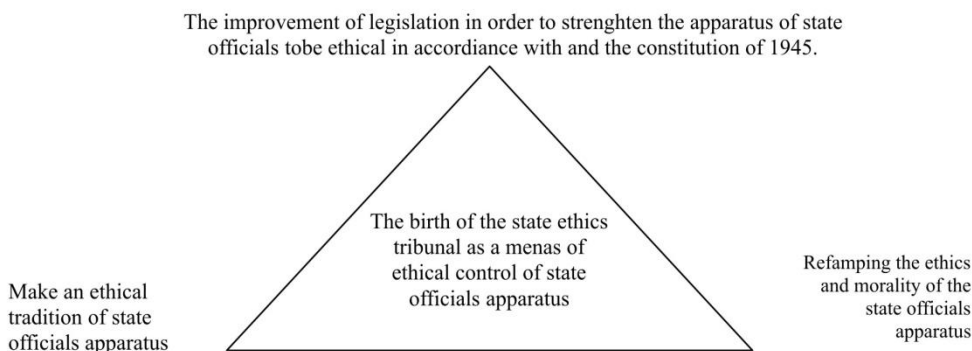 The improvement of legislation in order to strenghten the apparatus of state
officials tobe ethical in accordance with and the constitution of 1945.
The birth of the state ethics
tribunal as a menas of
ethical control of state
officials apparatus
Make an ethical
tradition of state
officials apparatus
Refamping the ethics
and morality of the
state officials
apparatus